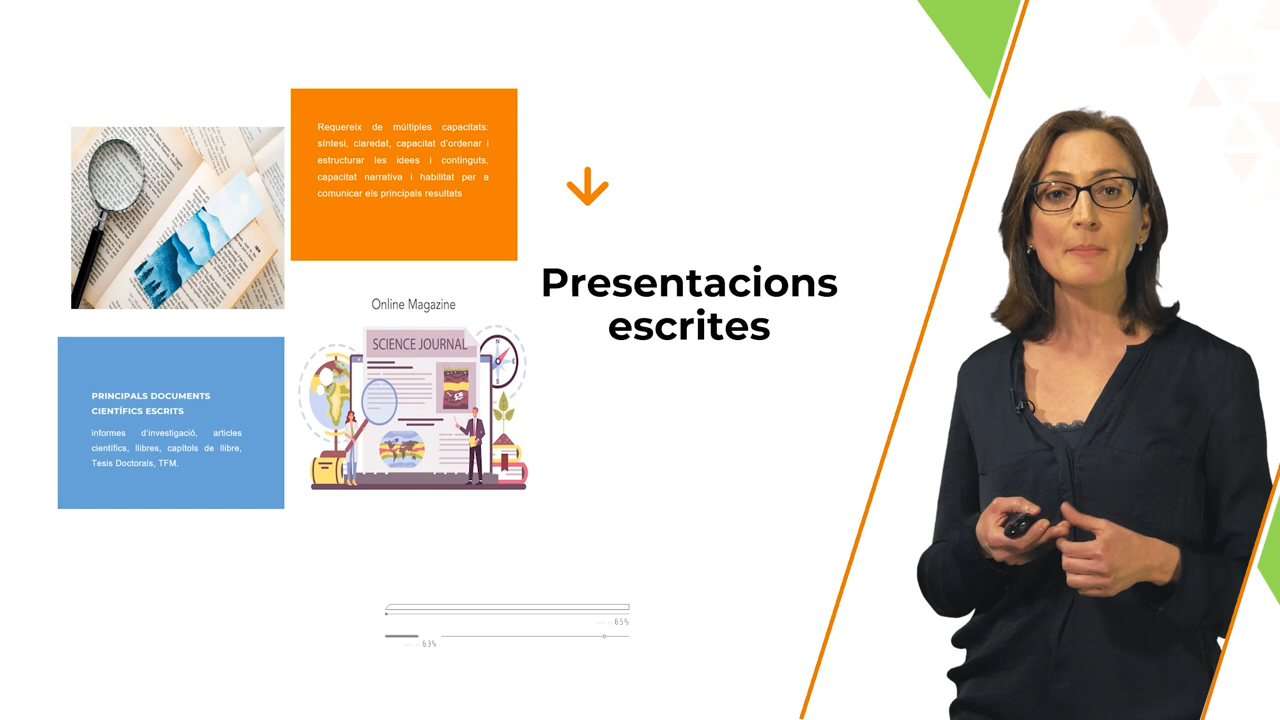 Requereix de múltiples capacitats:
síntesi, claredat, capacitat d'ordenar i
estructurar les idees i continguts,
capacitat narrativa i habilitat per a
comunicar els principals resultats
Presentacions
escrites
Online Magazine
SCIENCE JOURNAL
N
PRINCIPALS DOCUMENTS
CIENTÍFICS ESCRITS
informes d'investigació, articles
científics, llibres, capítols de llibre,
Tesis Doctorals, TFM.
65%
63%